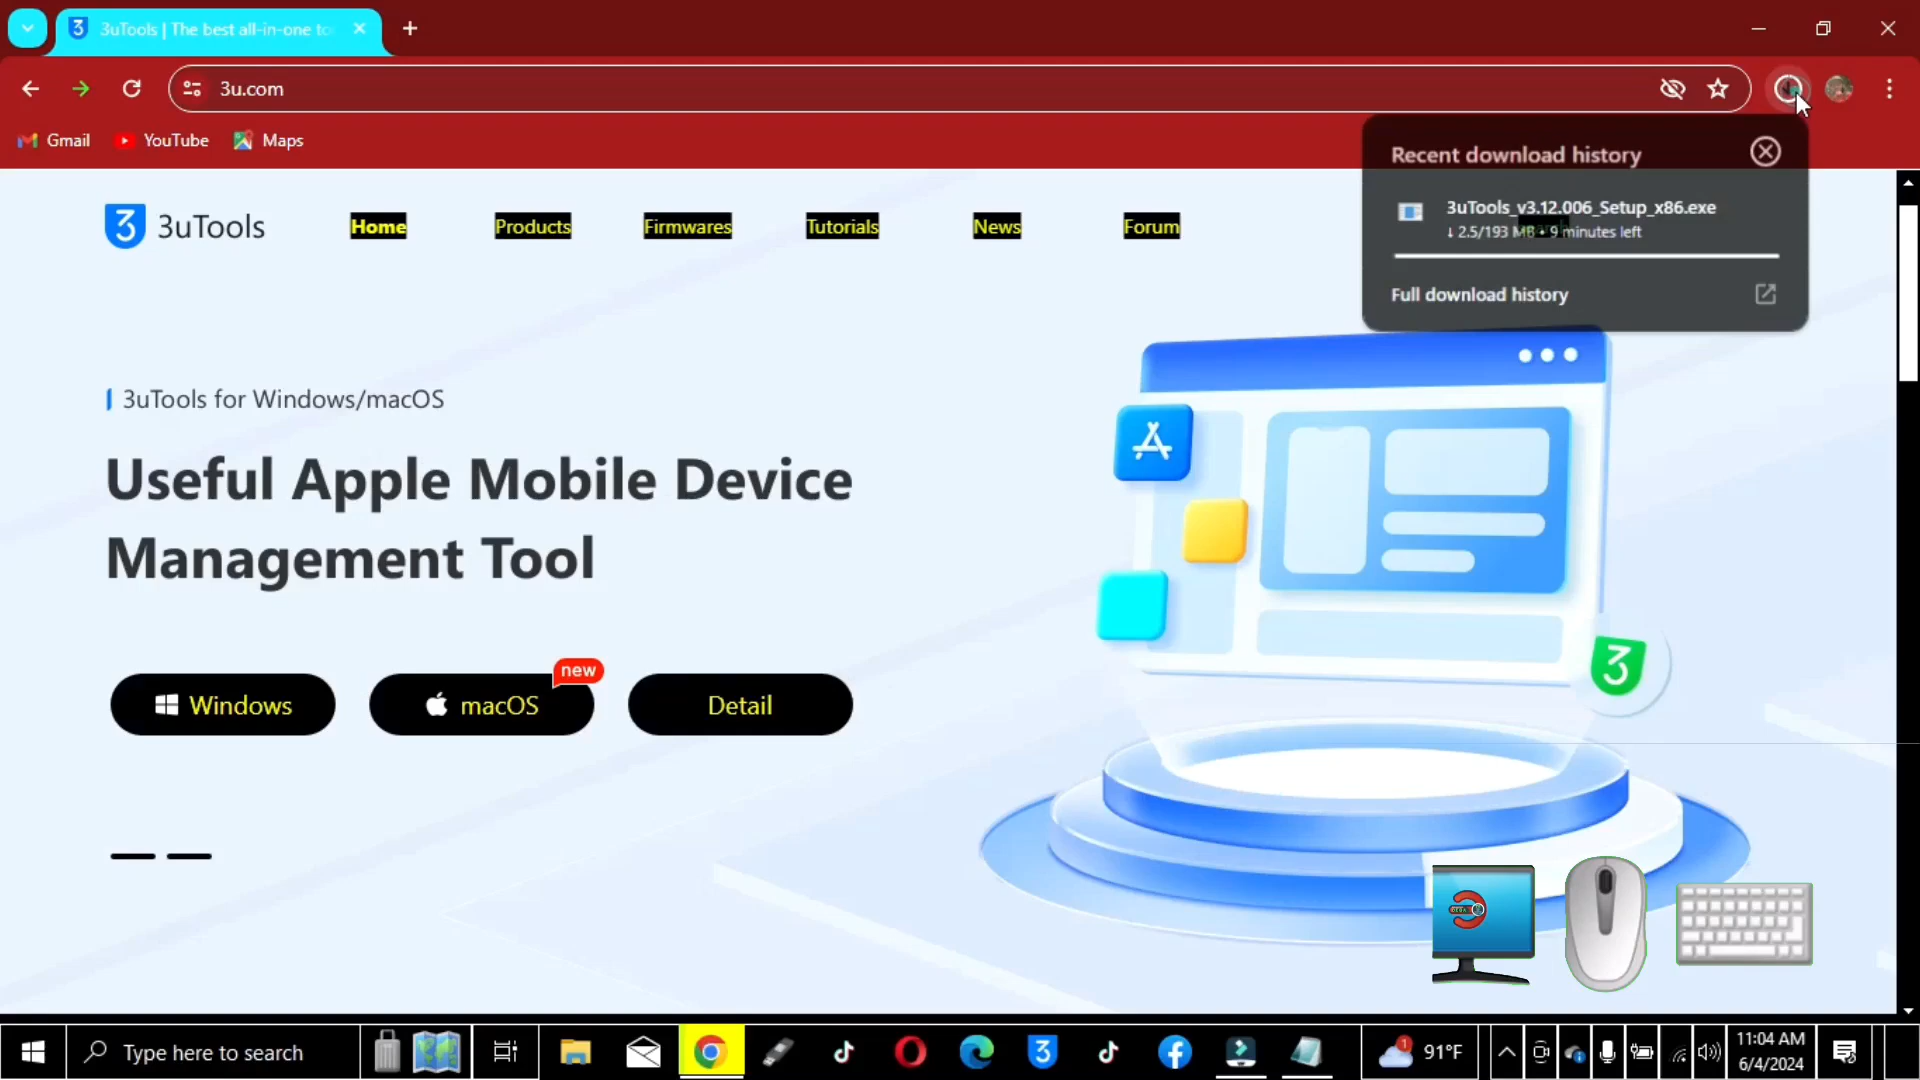 3uTools | The best all-in-one to
3u.com
Gmail
YouTube
Maps
Recent download history
3uTools_v3.12.006_Setup_x86.exe
↓ 2.5/193 MB • 9 minutes left
Full download history
3uTools
Home
Products
Firmwares
Tutorials
News
Forum
3uTools for Windows/macOS
Useful Apple Mobile Device
Management Tool
Windows
macOS
new
Detail
Type here to search
1
91°F
11:04 AM
6/4/2024